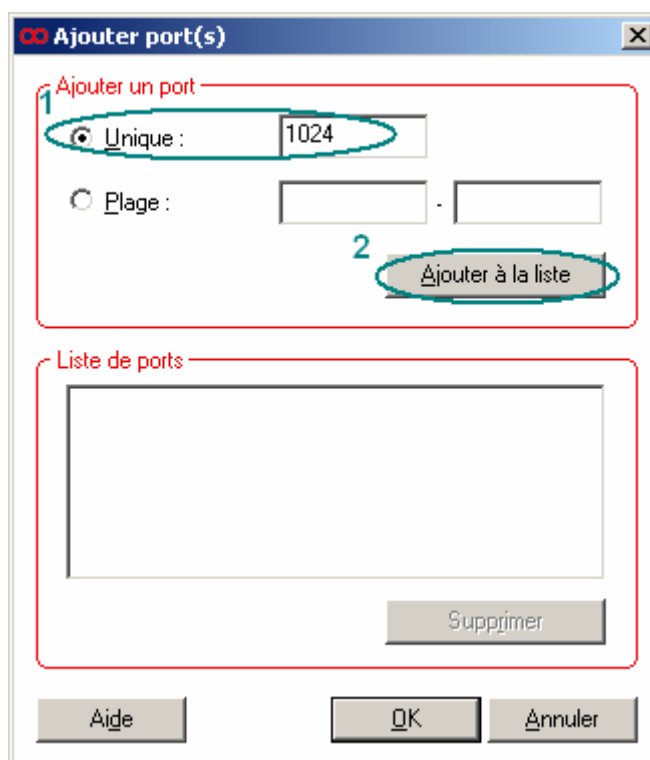 Ajouter port(s)
Ajouter un port
1
Unique : 1024
Plage : -
2
Ajouter à la liste
Liste de ports
Supprimer
Aide OK Annuler